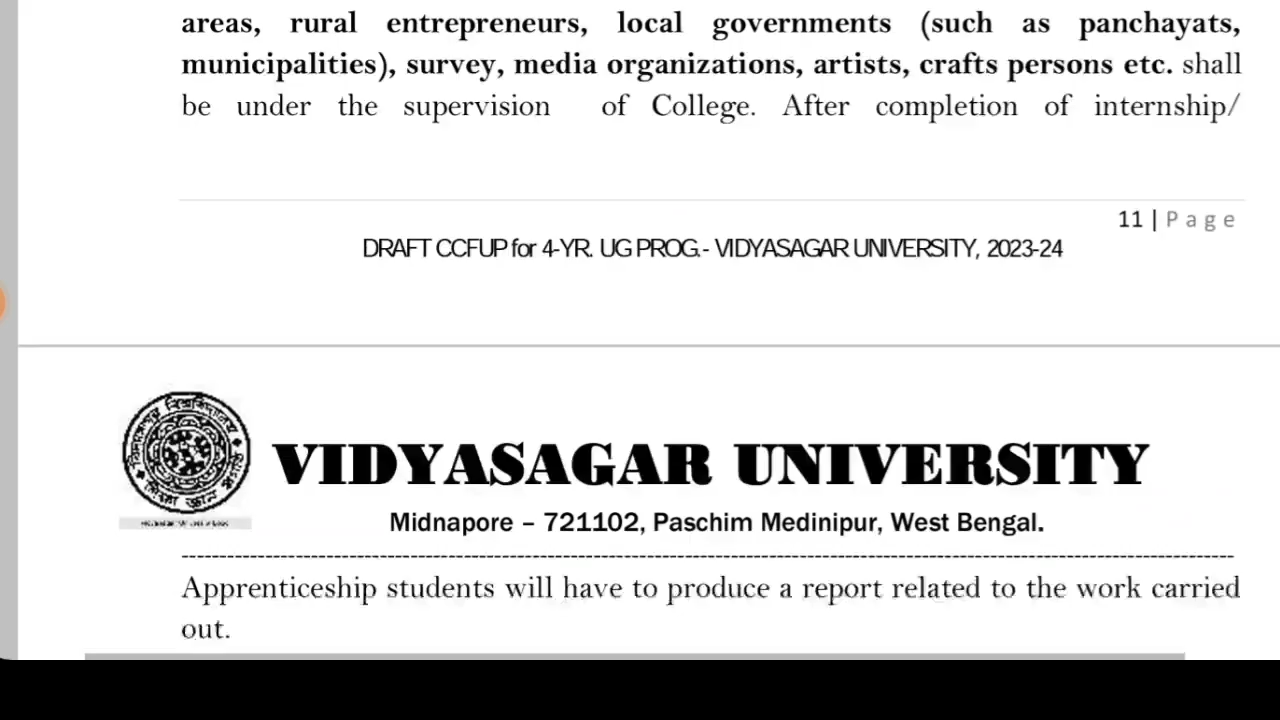 areas, rural entrepreneurs, local governments (such as panchayats,
municipalities), survey, media organizations, artists, crafts persons etc. shall
be under the supervision of College. After completion of internship/
11 | Page
DRAFT CCFUP for 4-YR. UG PROG.- VIDYASAGAR UNIVERSITY, 2023-24
VIDYASAGAR UNIVERSITY
Midnapore – 721102, Paschim Medinipur, West Bengal.
Apprenticeship students will have to produce a report related to the work carried
out.